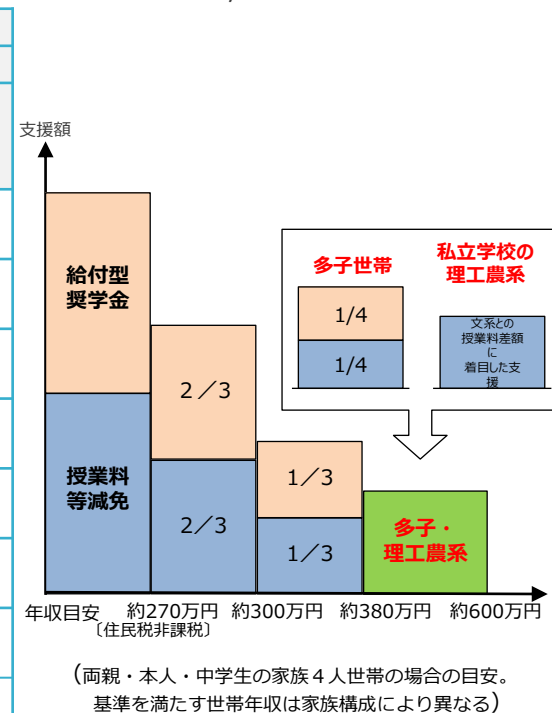 支援額
給付型
奨学金
授業料
等減免
2／3
2／3
1／3
1／3
多子世帯
1/4
1/4
私立学校の
理工農系
文系との
授業料差額
に
着目した支
援
多子・
理工農系
年収目安 約270万円 約300万円 約380万円 約600万円
〔住民税非課税〕
(両親・本人・中学生の家族４人世帯の場合の目安。
基準を満たす世帯年収は家族構成により異なる)